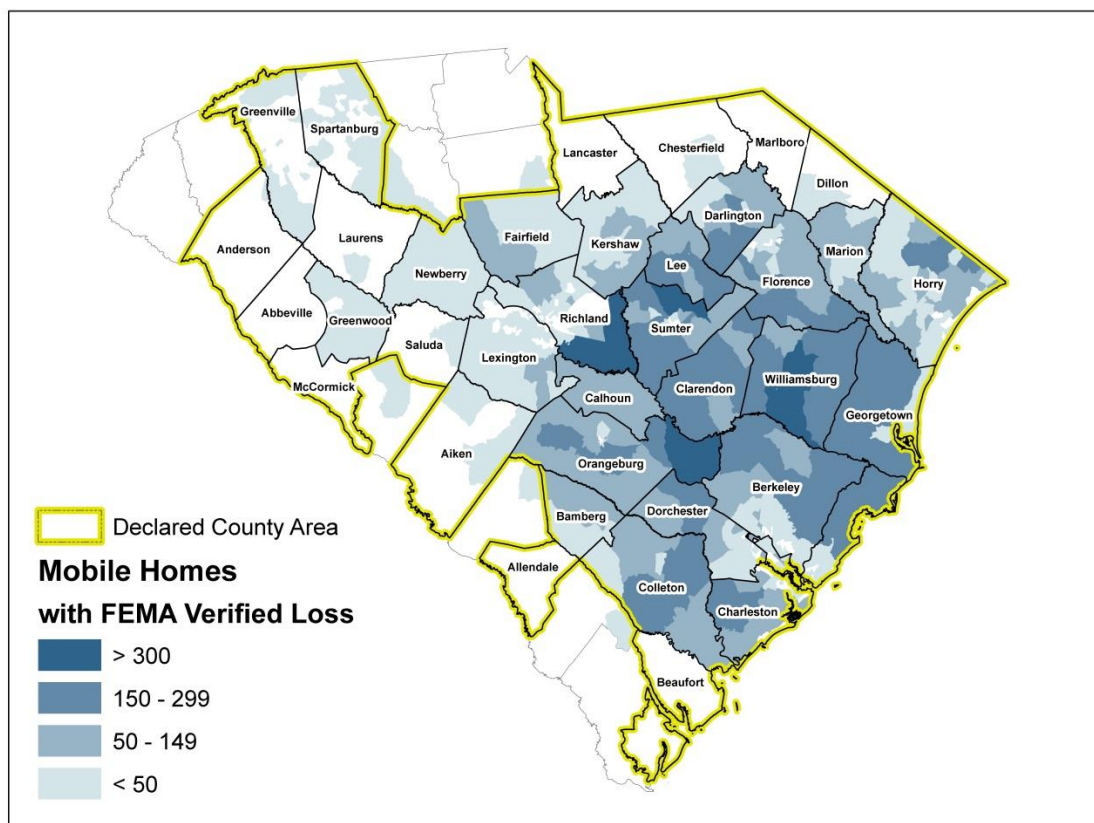 Greenville
Spartanburg
Lancaster
Chesterfield
Marlboro
Dillon
Darlington
Anderson
Laurens
Fairfield
Kershaw
Marion
Newberry
Lee
Florence
Horry
Abbeville
Greenwood
Richland
Sumter
Saluda
Lexington
McCormick
Clarendon
Williamsburg
Calhoun
Georgetown
Aiken
Orangeburg
Berkeley
Bamberg
Dorchester
Allendale
Colleton
Charleston
Beaufort
Declared County Area
Mobile Homes
with FEMA Verified Loss
> 300
150 - 299
50 - 149
< 50